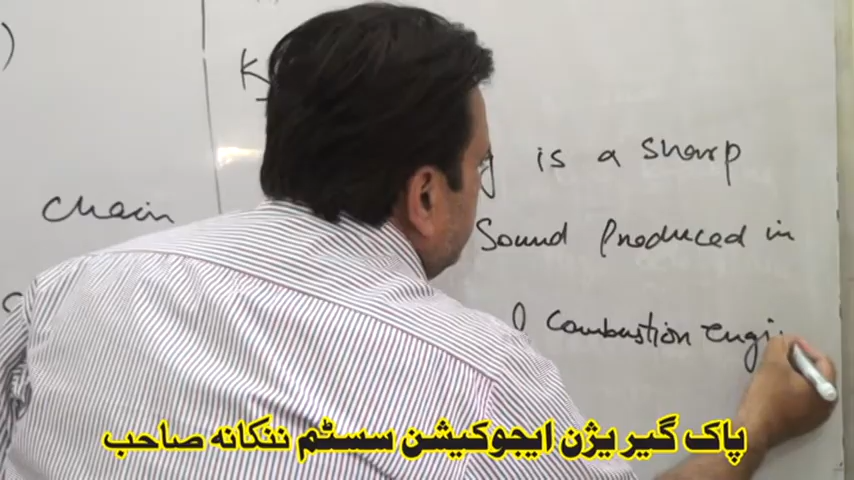 )
K
chain
is a sharp
Sound Produced in
l Combustion engi
پاک گیریژن ایجوکیشن سسٹم ننکانہ صاحب